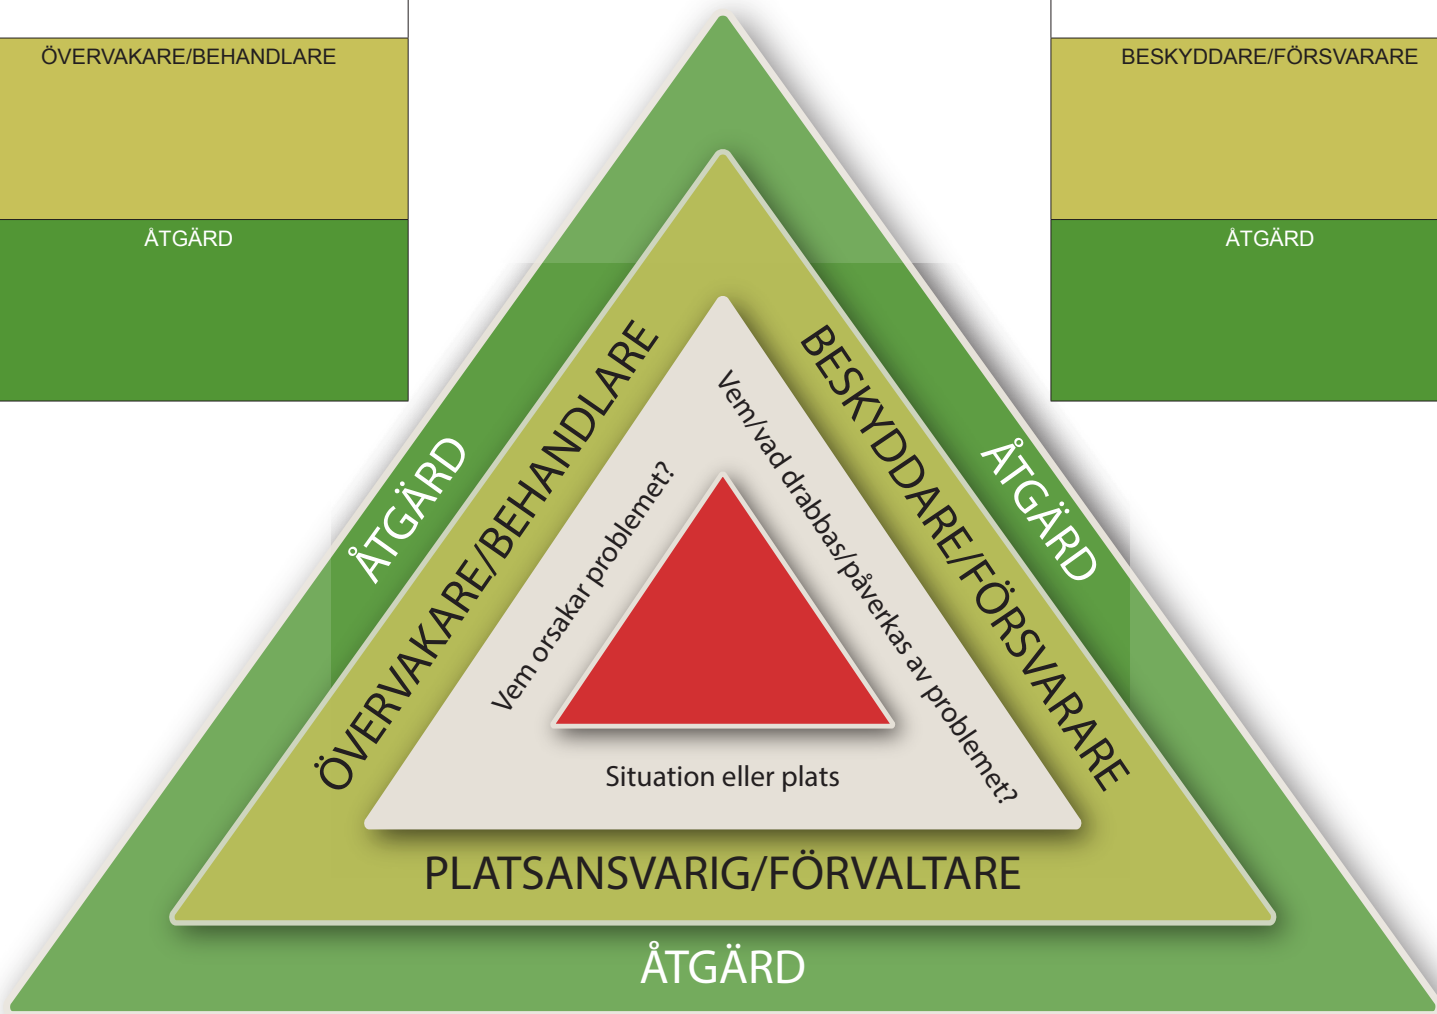 ÖVERVAKARE/BEHANDLARE
ÅTGÄRD
BESKYDDARE/FÖRSVARARE
ÅTGÄRD
ÅTGÄRD
ÖVERVAKARE/BEHANDLARE
Vem orsakar problemet?
Vem/vad drabbas/påverkas av problemet?
BESKYDDARE/FÖRSVARARE
ÅTGÄRD
Situation eller plats
PLATSANSVARIG/FÖRVALTARE
ÅTGÄRD